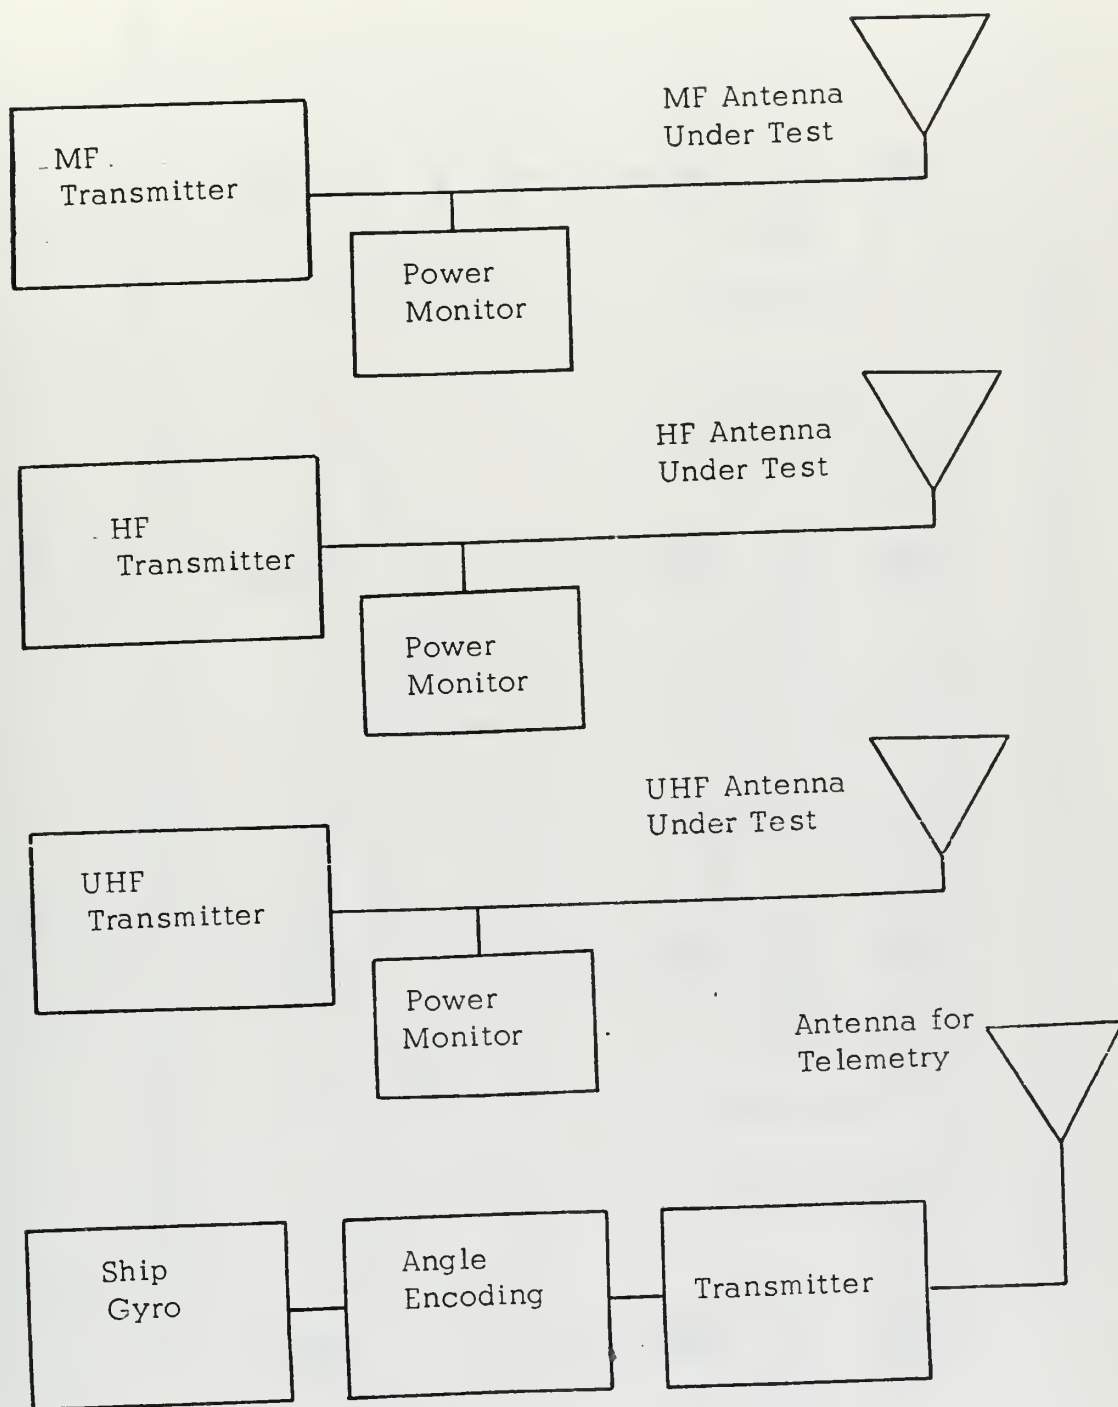 MF Antenna
Under Test
MF
Transmitter
Power
Monitor
HF Antenna
Under Test
HF
Transmitter
Power
Monitor
UHF Antenna
Under Test
UHF
Transmitter
Power
Monitor
Antenna for
Telemetry
Ship
Gyro
Angle
Encoding
Transmitter